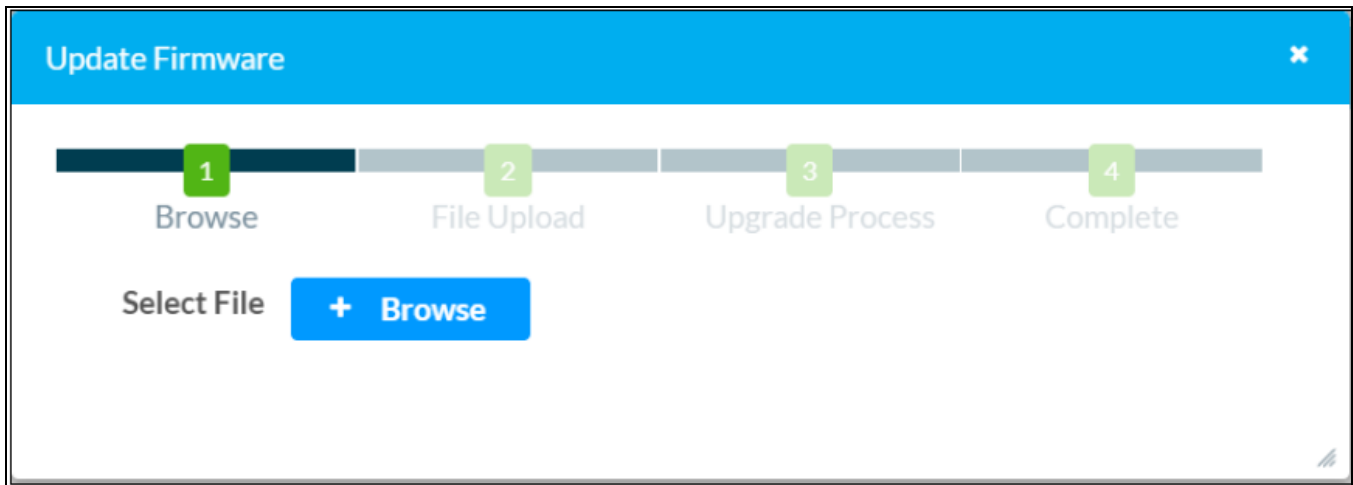 Update Firmware
1 2 3 4
Browse File Upload Upgrade Process Complete
Select File + Browse